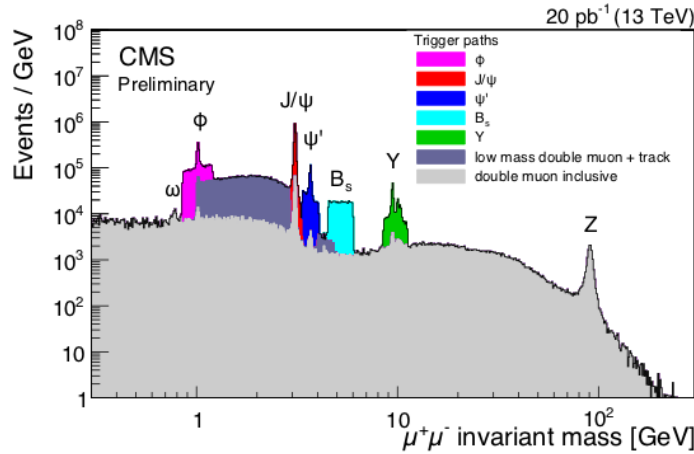 20 pb⁻¹ (13 TeV)
CMS
Preliminary
Trigger paths
ϕ
J/ψ
ψ'
Bₛ
Υ
low mass double muon + track
double muon inclusive
ω
ϕ
J/ψ
ψ'
Bₛ
Υ
Z
Events / GeV
10⁸
10⁷
10⁶
10⁵
10⁴
10³
10²
10
1
1
10
10²
μ⁺μ⁻ invariant mass [GeV]